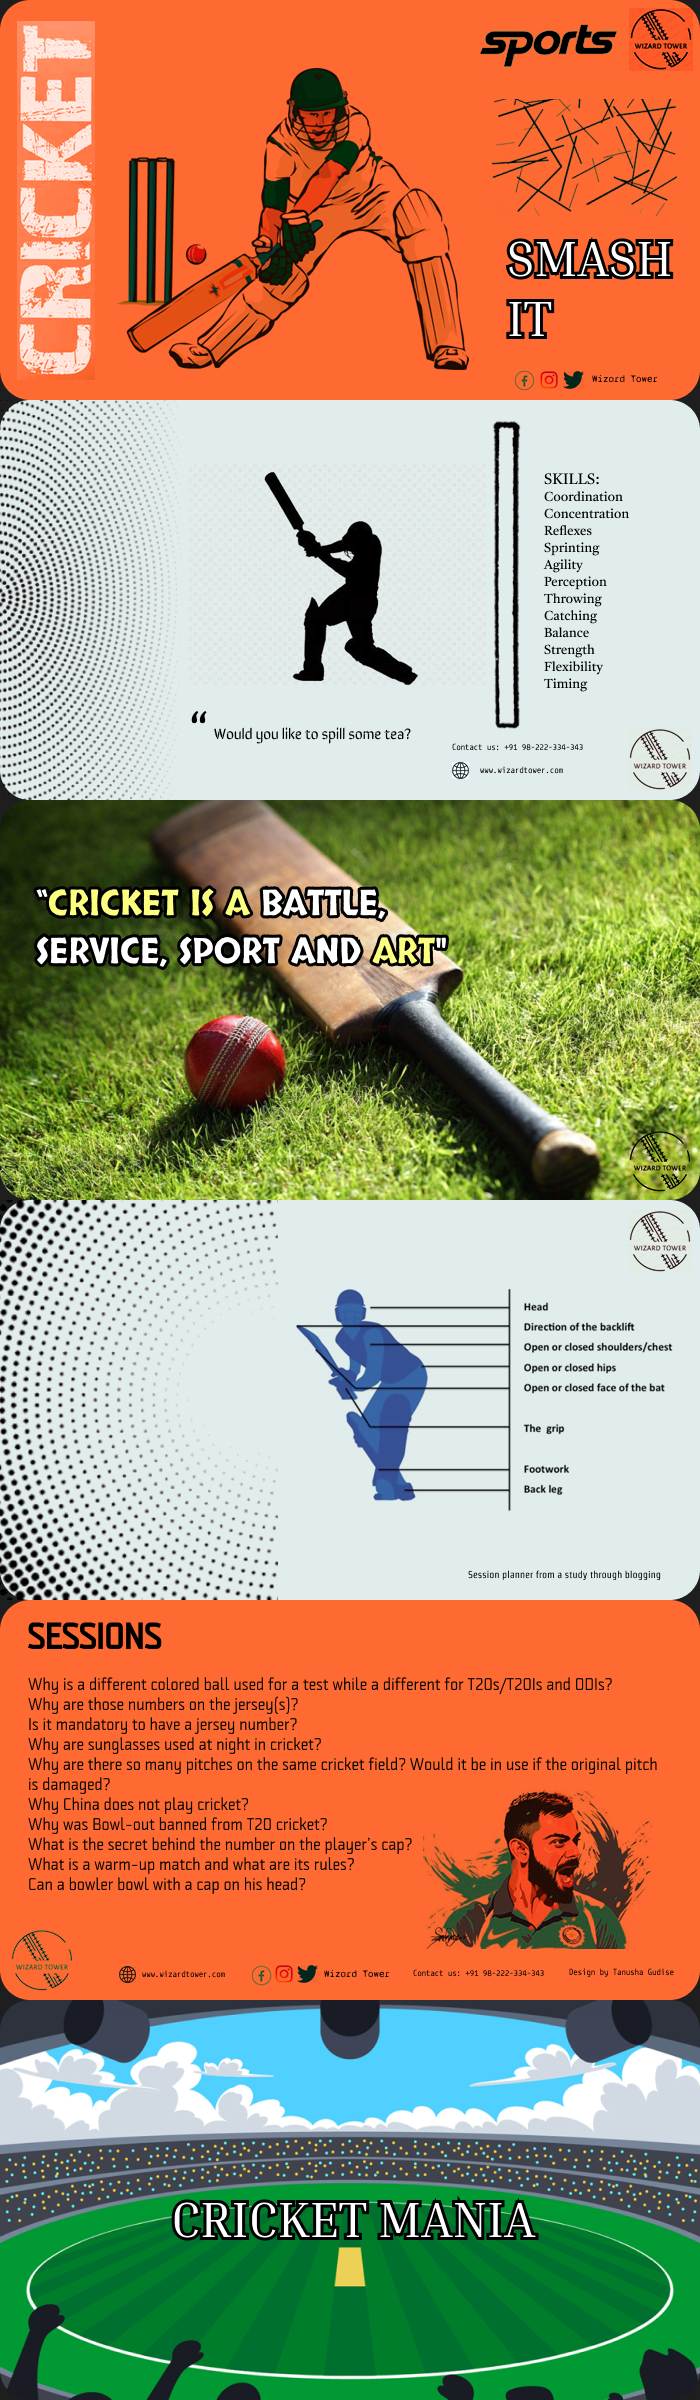 CRICKET
sports
WIZARD TOWER
SMASH
IT
Wizard Tower
SKILLS:
Coordination
Concentration
Reflexes
Sprinting
Agility
Perception
Throwing
Catching
Balance
Strength
Flexibility
Timing
“
Would you like to spill some tea?
Contact us: +91 98-222-334-343
www.wizardtower.com
WIZARD TOWER
"CRICKET IS A BATTLE,
SERVICE, SPORT AND ART"
WIZARD TOWER
WIZARD TOWER
Head
Direction of the backlift
Open or closed shoulders/chest
Open or closed hips
Open or closed face of the bat
The grip
Footwork
Back leg
Session planner from a study through blogging
SESSIONS
Why is a different colored ball used for a test while a different for T20s/T20Is and ODIs?
Why are those numbers on the jersey(s)?
Is it mandatory to have a jersey number?
Why are sunglasses used at night in cricket?
Why are there so many pitches on the same cricket field? Would it be in use if the original pitch
is damaged?
Why China does not play cricket?
Why was Bowl-out banned from T20 cricket?
What is the secret behind the number on the player's cap?
What is a warm-up match and what are its rules?
Can a bowler bowl with a cap on his head?
WIZARD TOWER
www.wizardtower.com
Wizard Tower
Contact us: +91 98-222-334-343
Design by Tanusha Gudise
CRICKET MANIA